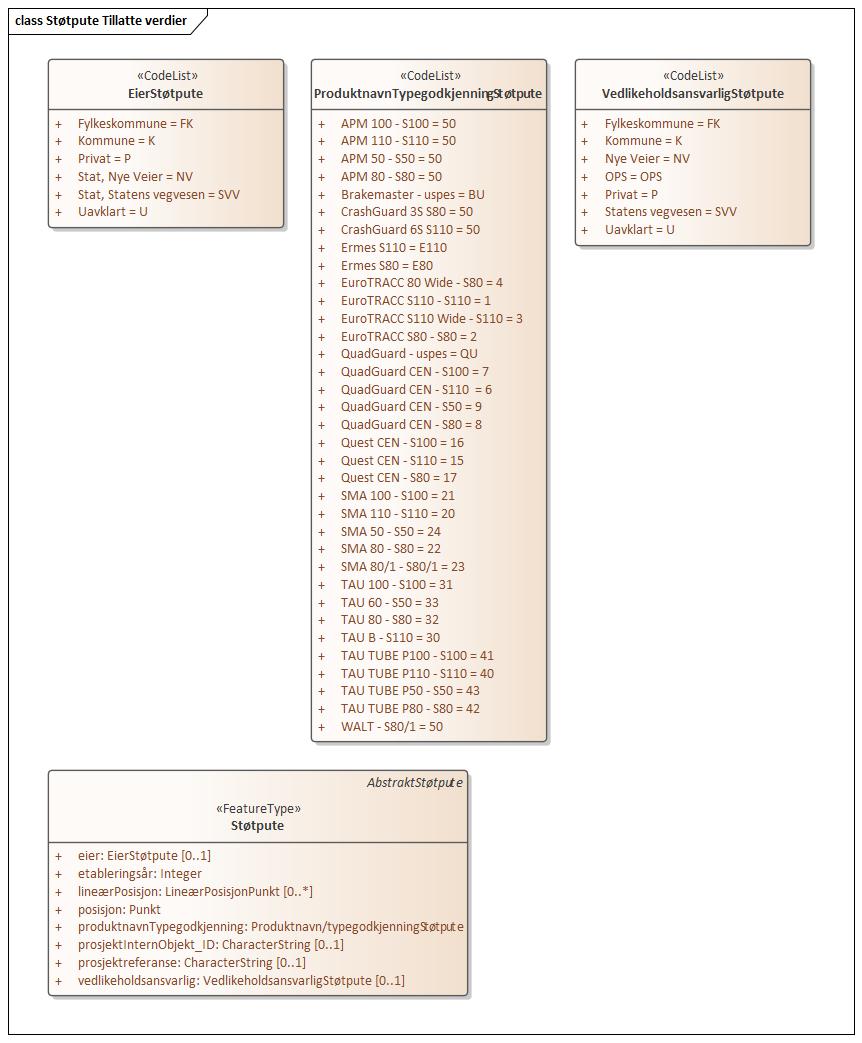 class Støtpute Tillatte verdier
«CodeList»
EierStøtpute
+ Fylkeskommune = FK
+ Kommune = K
+ Privat = P
+ Stat, Nye Veier = NV
+ Stat, Statens vegvesen = SVV
+ Uavklart = U
«CodeList»
ProduktnavnTypegodkjenningStøtpute
+ APM 100 - S100 = 50
+ APM 110 - S110 = 50
+ APM 50 - S50 = 50
+ APM 80 - S80 = 50
+ Brakemaster - uspes = BU
+ CrashGuard 3S S80 = 50
+ CrashGuard 6S S110 = 50
+ Ermes S110 = E110
+ Ermes S80 = E80
+ EuroTRACC 80 Wide - S80 = 4
+ EuroTRACC S110 - S110 = 1
+ EuroTRACC S110 Wide - S110 = 3
+ EuroTRACC S80 - S80 = 2
+ QuadGuard - uspes = QU
+ QuadGuard CEN - S100 = 7
+ QuadGuard CEN - S110  = 6
+ QuadGuard CEN - S50 = 9
+ QuadGuard CEN - S80 = 8
+ Quest CEN - S100 = 16
+ Quest CEN - S110 = 15
+ Quest CEN - S80 = 17
+ SMA 100 - S100 = 21
+ SMA 110 - S110 = 20
+ SMA 50 - S50 = 24
+ SMA 80 - S80 = 22
+ SMA 80/1 - S80/1 = 23
+ TAU 100 - S100 = 31
+ TAU 60 - S50 = 33
+ TAU 80 - S80 = 32
+ TAU B - S110 = 30
+ TAU TUBE P100 - S100 = 41
+ TAU TUBE P110 - S110 = 40
+ TAU TUBE P50 - S50 = 43
+ TAU TUBE P80 - S80 = 42
+ WALT - S80/1 = 50
«CodeList»
VedlikeholdsansvarligStøtpute
+ Fylkeskommune = FK
+ Kommune = K
+ Nye Veier = NV
+ OPS = OPS
+ Privat = P
+ Statens vegvesen = SVV
+ Uavklart = U
AbstraktStøtpute
«FeatureType»
Støtpute
+ eier: EierStøtpute [0..1]
+ etableringsår: Integer
+ lineærPosisjon: LineærPosisjonPunkt [0..*]
+ posisjon: Punkt
+ produktnavnTypegodkjenning: Produktnavn/typegodkjenningStøtpute
+ prosjektInternObjekt_ID: CharacterString [0..1]
+ prosjektreferanse: CharacterString [0..1]
+ vedlikeholdsansvarlig: VedlikeholdsansvarligStøtpute [0..1]